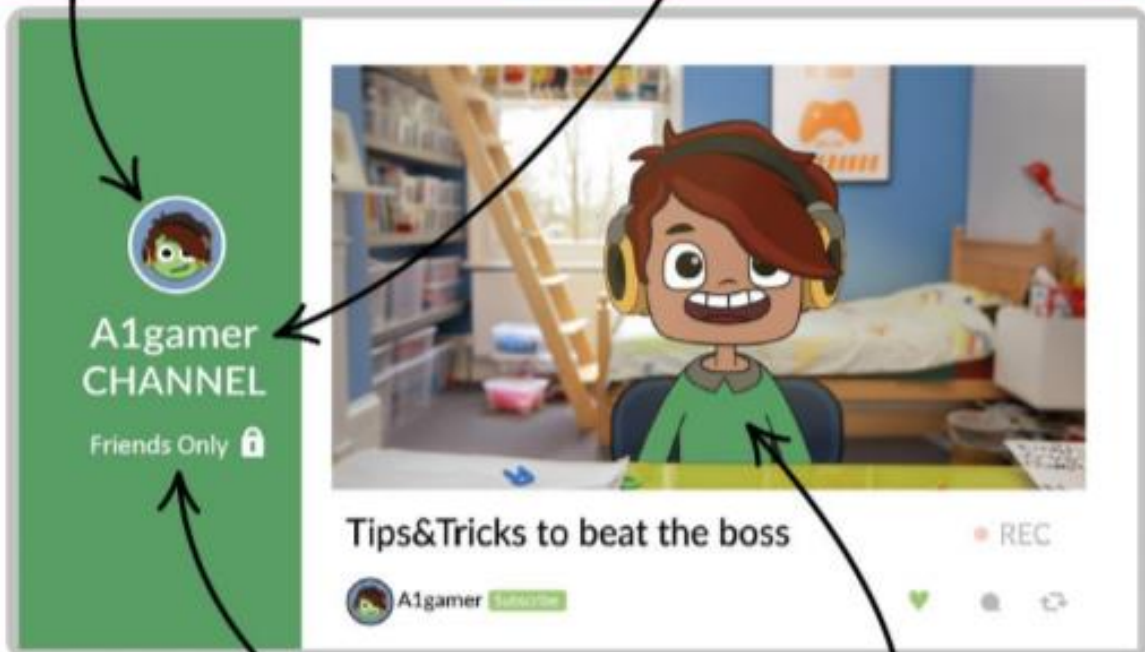 A1gamer
CHANNEL
Friends Only
Tips&Tricks to beat the boss
REC
A1gamer Subscribe